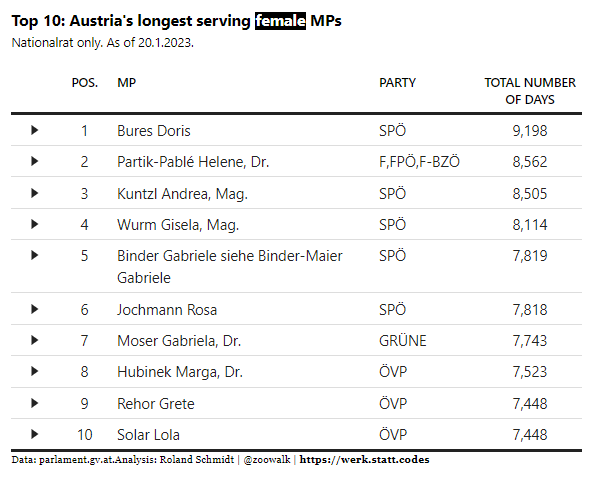 Top 10: Austria's longest serving female MPs
Nationalrat only. As of 20.1.2023.
POS. MP PARTY TOTAL NUMBER
OF DAYS
1 Bures Doris SPÖ 9,198
2 Partik-Pablé Helene, Dr. F,FPÖ,F-BZÖ 8,562
3 Kuntzl Andrea, Mag. SPÖ 8,505
4 Wurm Gisela, Mag. SPÖ 8,114
5 Binder Gabriele siehe Binder-Maier SPÖ 7,819
Gabriele
6 Jochmann Rosa SPÖ 7,818
7 Moser Gabriela, Dr. GRÜNE 7,743
8 Hubinek Marga, Dr. ÖVP 7,523
9 Rehor Grete ÖVP 7,448
10 Solar Lola ÖVP 7,448
Data: parlament.gv.at.Analysis: Roland Schmidt | @zoowalk | https://werk.statt.codes